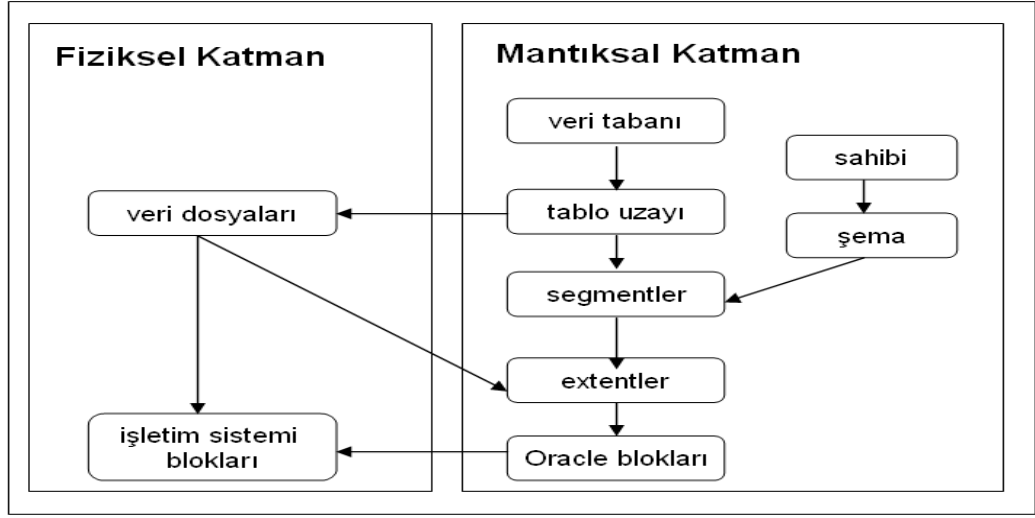 Fiziksel Katman
veri dosyaları
işletim sistemi
blokları
Mantıksal Katman
veri tabanı
sahibi
tablo uzayı
şema
segmentler
extentler
Oracle blokları